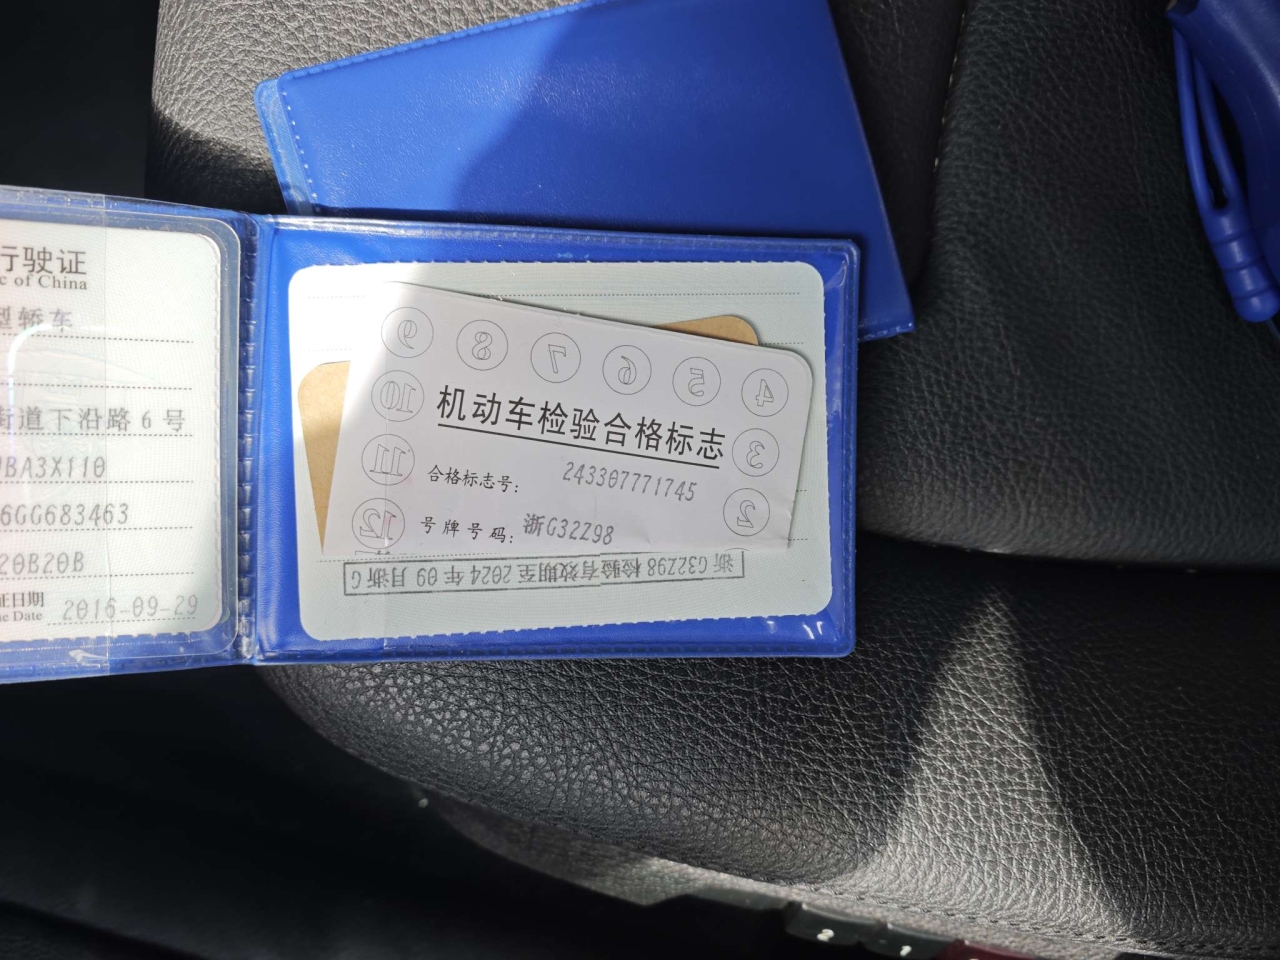 行驶证
c of China
型轿车
街道下沿路6号
BA3X110
6GG683463
20B20B
证日期
ue Date
2016-09-29
9 8 7 6 5 4
10 3
11 2
12
机动车检验合格标志
合格标志号: 243307771745
号牌号码: 浙G32Z98
浙G32Z98 检验有效期至2024年09月浙G
2 1